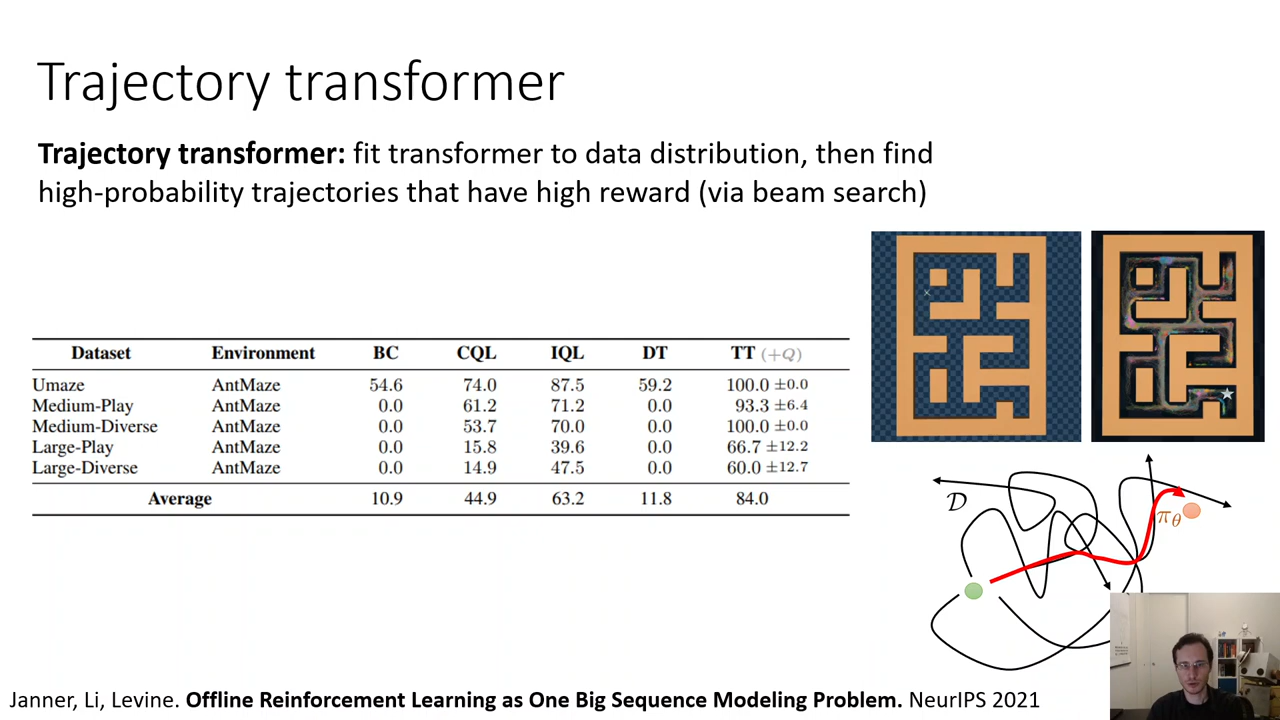 Trajectory transformer
Trajectory transformer: fit transformer to data distribution, then find
high-probability trajectories that have high reward (via beam search)
Dataset Environment BC CQL IQL DT TT (+Q)
Umaze AntMaze 54.6 74.0 87.5 59.2 100.0 ±0.0
Medium-Play AntMaze 0.0 61.2 71.2 0.0 93.3 ±6.4
Medium-Diverse AntMaze 0.0 53.7 70.0 0.0 100.0 ±0.0
Large-Play AntMaze 0.0 15.8 39.6 0.0 66.7 ±12.2
Large-Diverse AntMaze 0.0 14.9 47.5 0.0 60.0 ±12.7
Average 10.9 44.9 63.2 11.8 84.0
𝒟
πθ
Janner, Li, Levine. Offline Reinforcement Learning as One Big Sequence Modeling Problem. NeurIPS 2021